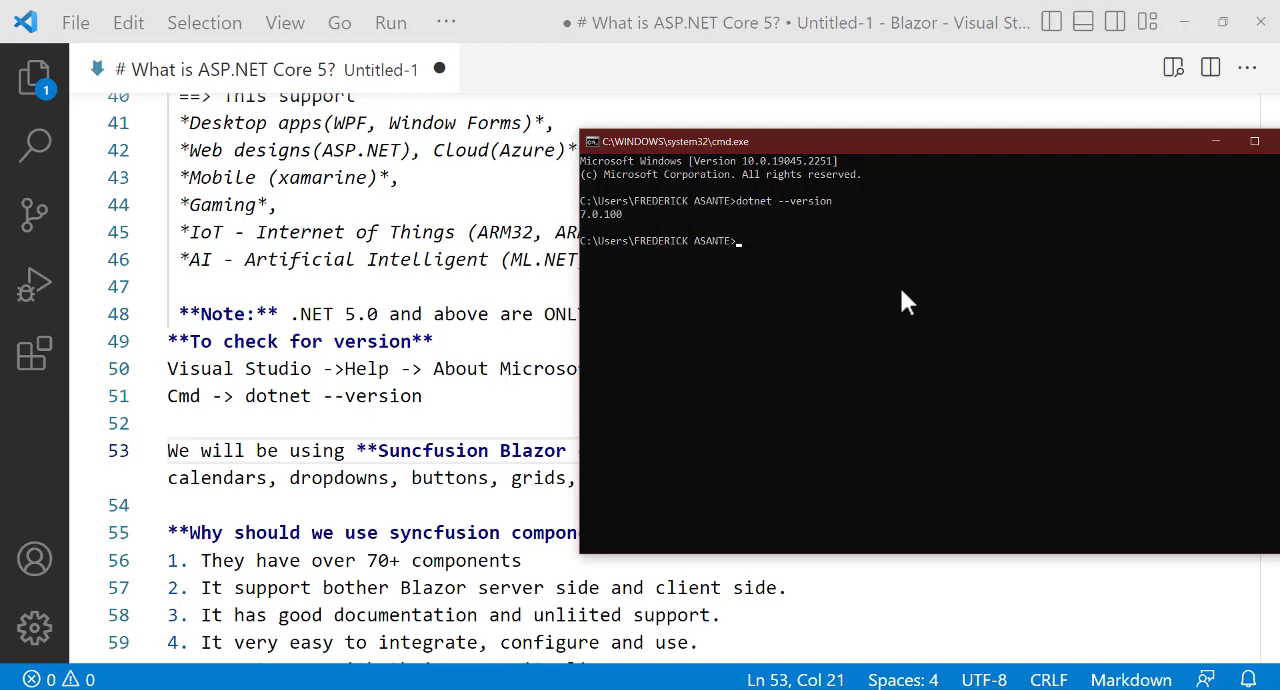 File Edit Selection View Go Run ··· ● # What is ASP.NET Core 5? • Untitled-1 - Blazor - Visual St...
# What is ASP.NET Core 5? Untitled-1 ●
1
40 ==> This support
41 *Desktop apps(WPF, Window Forms)*,
42 *Web designs(ASP.NET), Cloud(Azure)*
43 *Mobile (xamarine)*,
44 *Gaming*,
45 *IoT - Internet of Things (ARM32,
46 *AI - Artificial Intelligent (ML.NET
47
48 **Note:** .NET 5.0 and above are
49 **To check for version**
50 Visual Studio ->Help -> About
51 Cmd -> dotnet --version
52
53 We will be using **Suncfusion Blazor
calendars, dropdowns, buttons, grids,
54
55 **Why should we use syncfusion
56 1. They have over 70+ components
57 2. It support bother Blazor server side and client side.
58 3. It has good documentation and unliited support.
59 4. It very easy to integrate, configure and use.
C:\WINDOWS\system32\cmd.exe
Microsoft Windows [Version 10.0.19045.2251]
(c) Microsoft Corporation. All rights reserved.
C:\Users\FREDERICK ASANTE>dotnet --version
7.0.100
C:\Users\FREDERICK ASANTE>
0 0 Ln 53, Col 21 Spaces: 4 UTF-8 CRLF Markdown